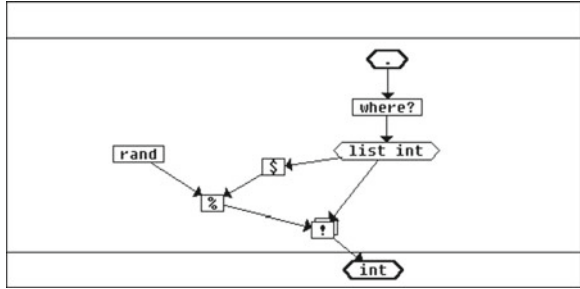 .
where?
list int
rand
$
%
!
int